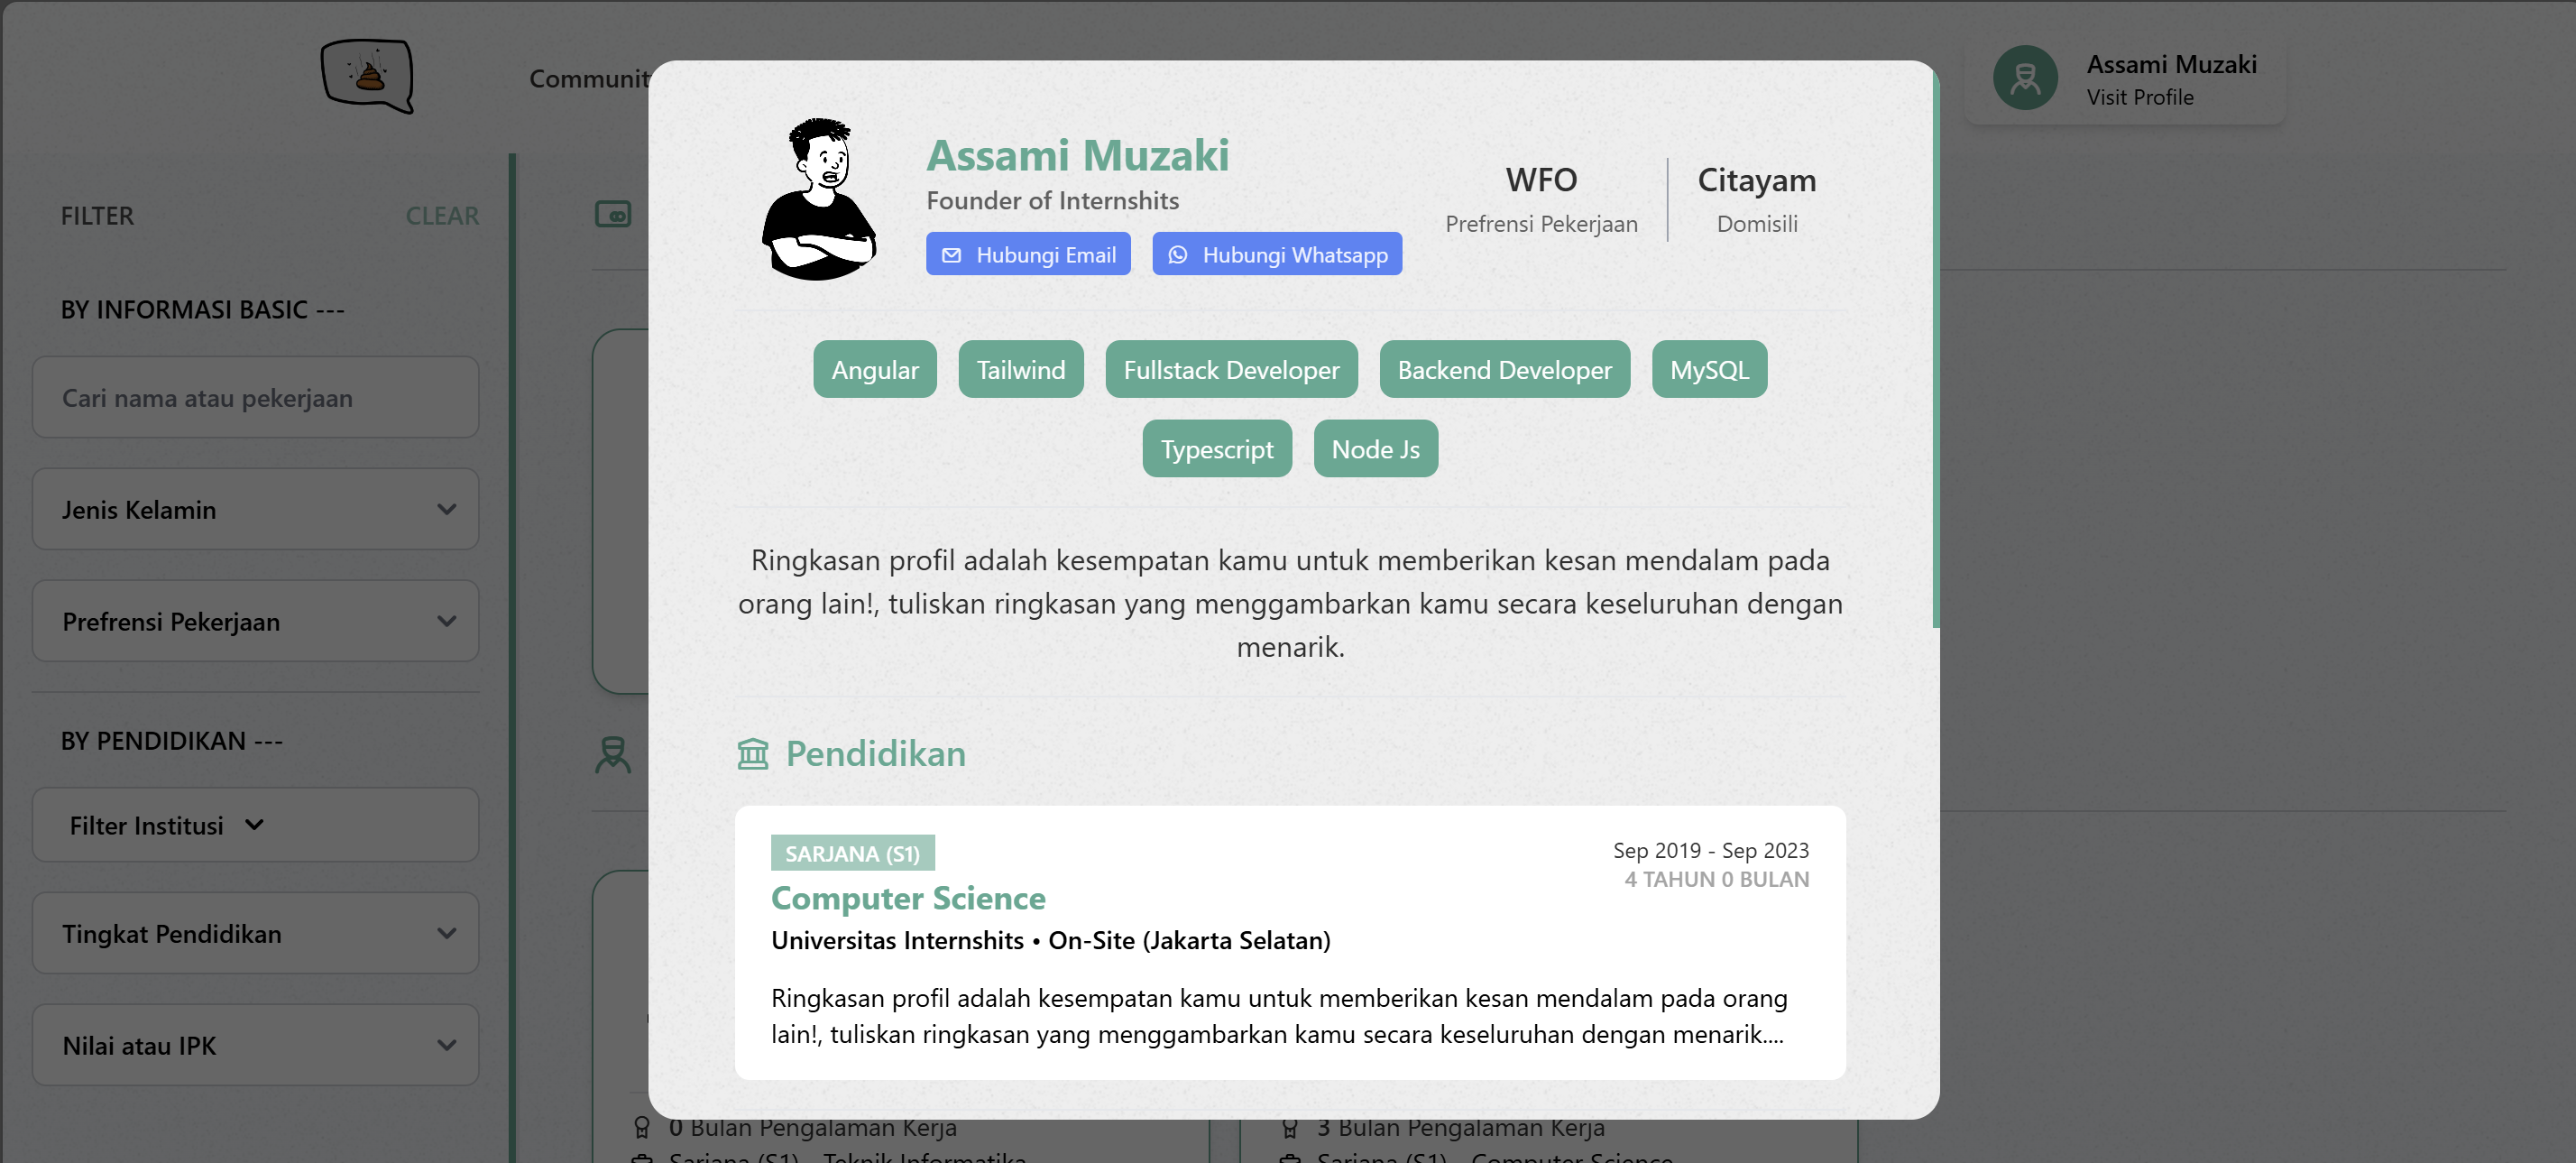 Communit
Assami Muzaki
Visit Profile
FILTER
CLEAR
BY INFORMASI BASIC ---
Cari nama atau pekerjaan
Jenis Kelamin
Prefrensi Pekerjaan
BY PENDIDIKAN ---
Filter Institusi
Tingkat Pendidikan
Nilai atau IPK
Assami Muzaki
Founder of Internshits
Hubungi Email
Hubungi Whatsapp
WFO
Prefrensi Pekerjaan
Citayam
Domisili
Angular
Tailwind
Fullstack Developer
Backend Developer
MySQL
Typescript
Node Js
Ringkasan profil adalah kesempatan kamu untuk memberikan kesan mendalam pada
orang lain!, tuliskan ringkasan yang menggambarkan kamu secara keseluruhan dengan
menarik.
Pendidikan
SARJANA (S1)
Sep 2019 - Sep 2023
4 TAHUN 0 BULAN
Computer Science
Universitas Internshits • On-Site (Jakarta Selatan)
Ringkasan profil adalah kesempatan kamu untuk memberikan kesan mendalam pada orang
lain!, tuliskan ringkasan yang menggambarkan kamu secara keseluruhan dengan menarik....
0 Bulan Pengalaman Kerja
3 Bulan Pengalaman Kerja
Sarjana (S1) - Teknik Informatika
Sarjana (S1) - Computer Science